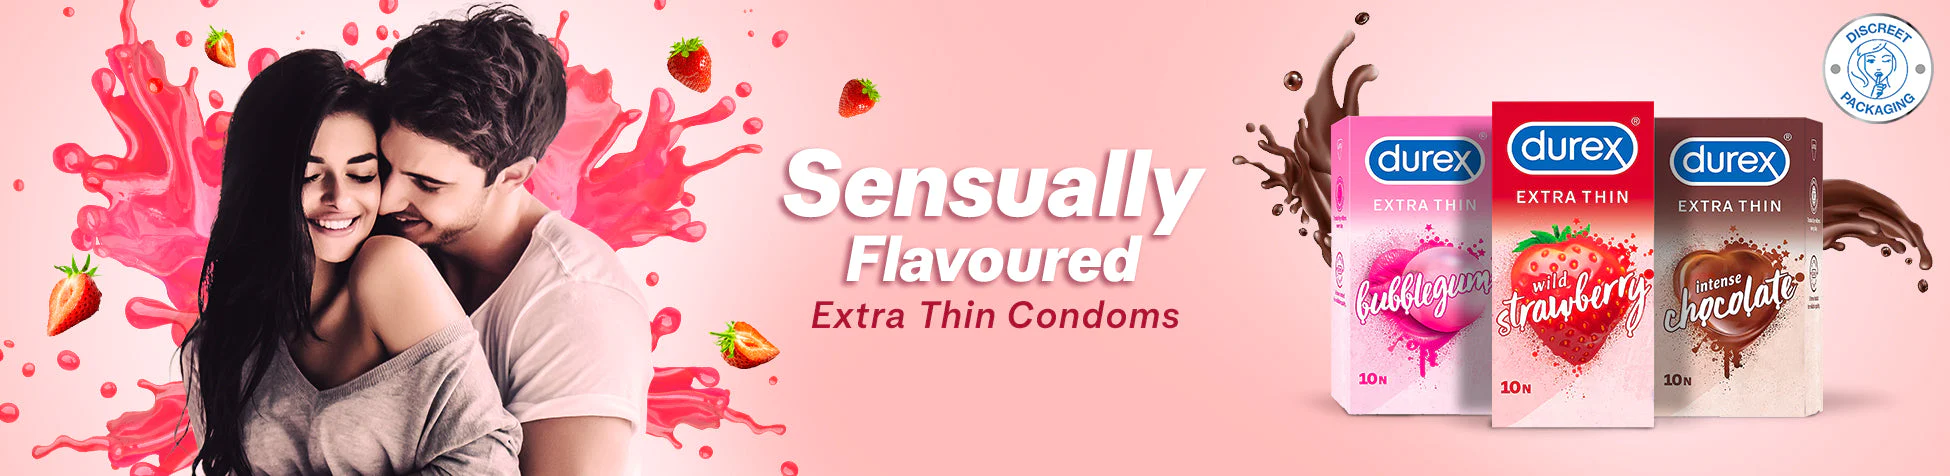 Sensually
Flavoured
Extra Thin Condoms
durex®
EXTRA THIN
bubblegum
10N
durex®
EXTRA THIN
wild
strawberry
10N
durex®
EXTRA THIN
intense
chocolate
10N
DISCREET
PACKAGING